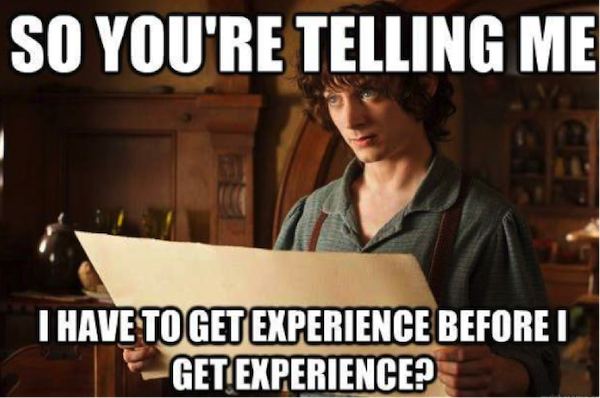 SO YOU'RE TELLING ME
I HAVE TO GET EXPERIENCE BEFORE I
GET EXPERIENCE?